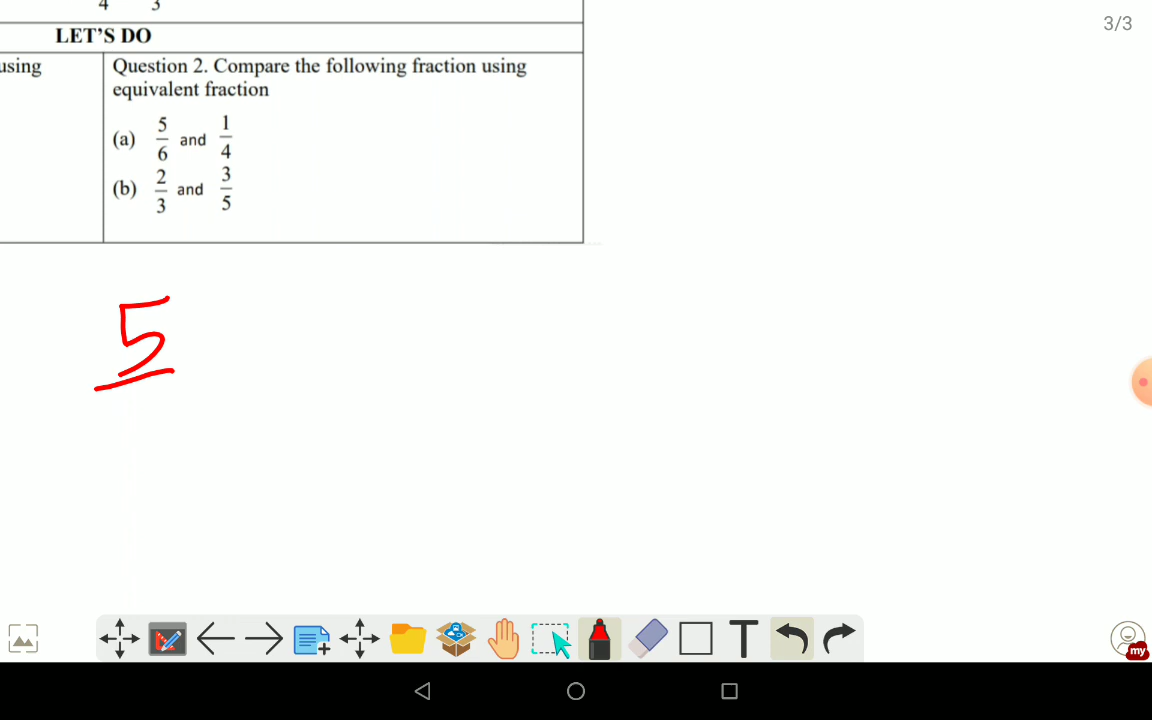 4 3
3/3
LET'S DO
using
Question 2. Compare the following fraction using
equivalent fraction
(a) 5/6 and 1/4
(b) 2/3 and 3/5
5
T
my